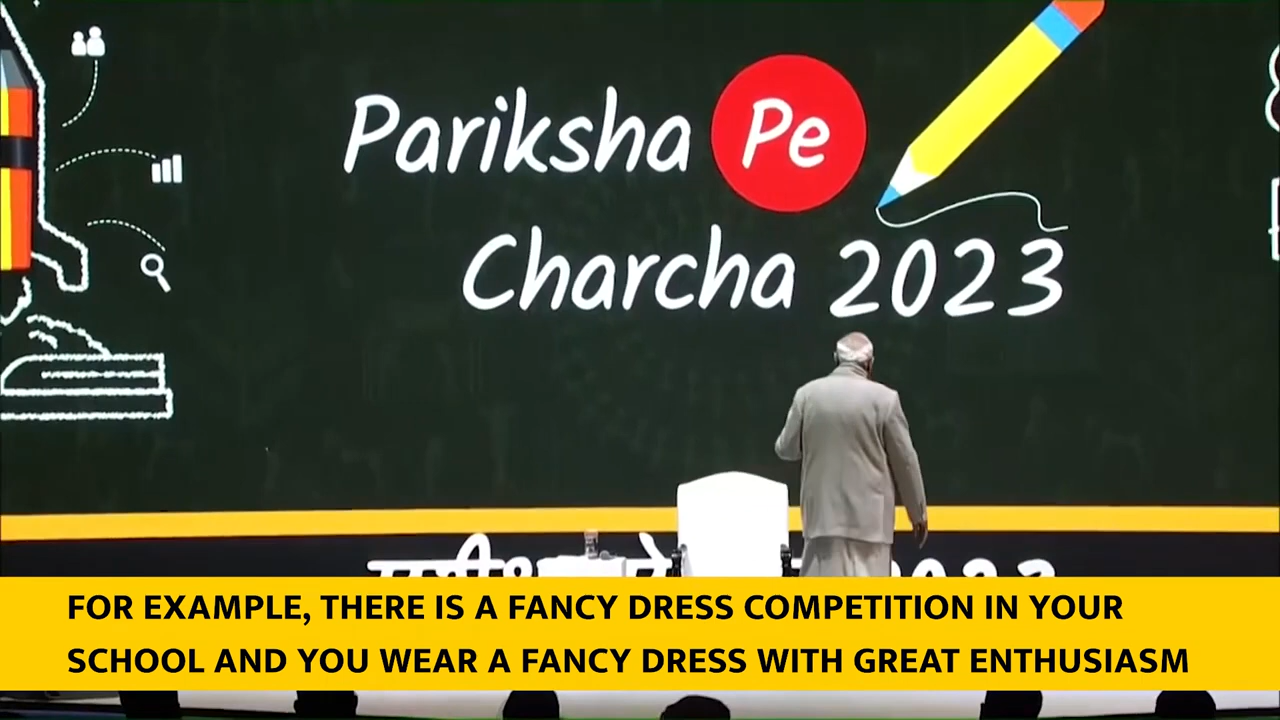 Pariksha Pe
Charcha 2023
2023
FOR EXAMPLE, THERE IS A FANCY DRESS COMPETITION IN YOUR
SCHOOL AND YOU WEAR A FANCY DRESS WITH GREAT ENTHUSIASM